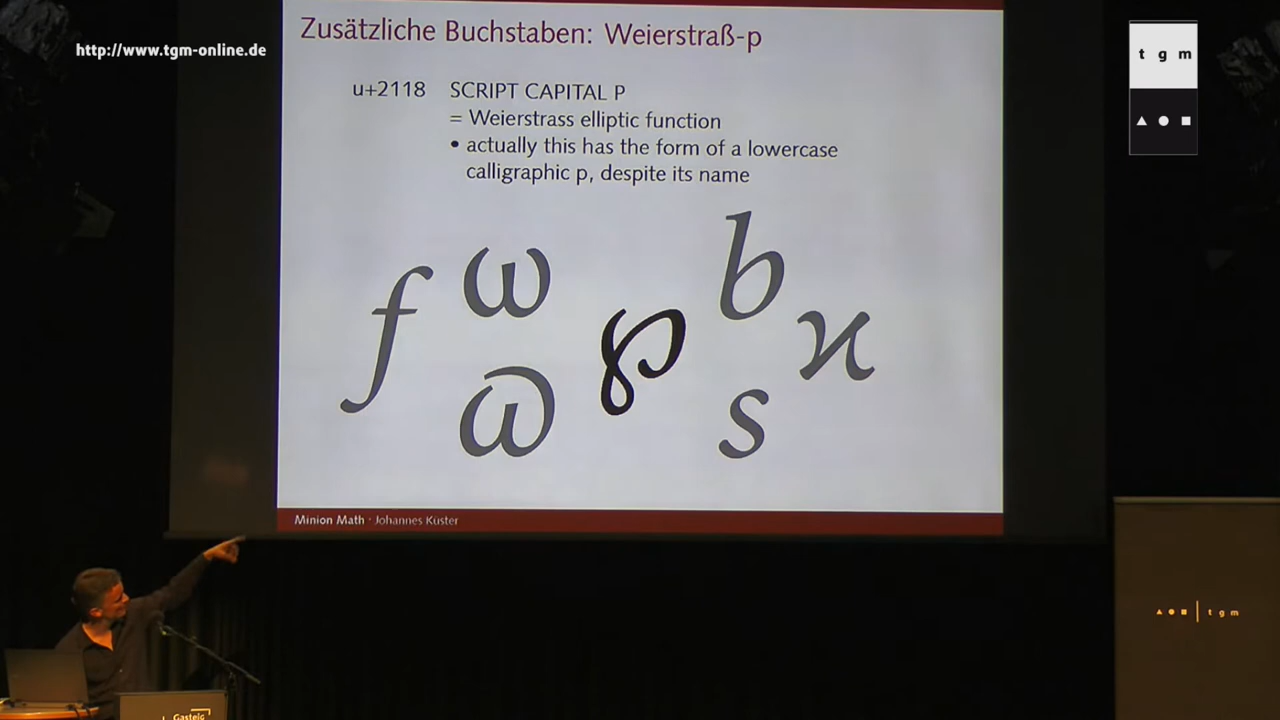 http://www.tgm-online.de
t g m
Zusätzliche Buchstaben: Weierstraß-p
u+2118 SCRIPT CAPITAL P
= Weierstrass elliptic function
• actually this has the form of a lowercase
calligraphic p, despite its name
f ω ϖ ℘ b s ϰ
Minion Math · Johannes Küster
t g m
Gasteig